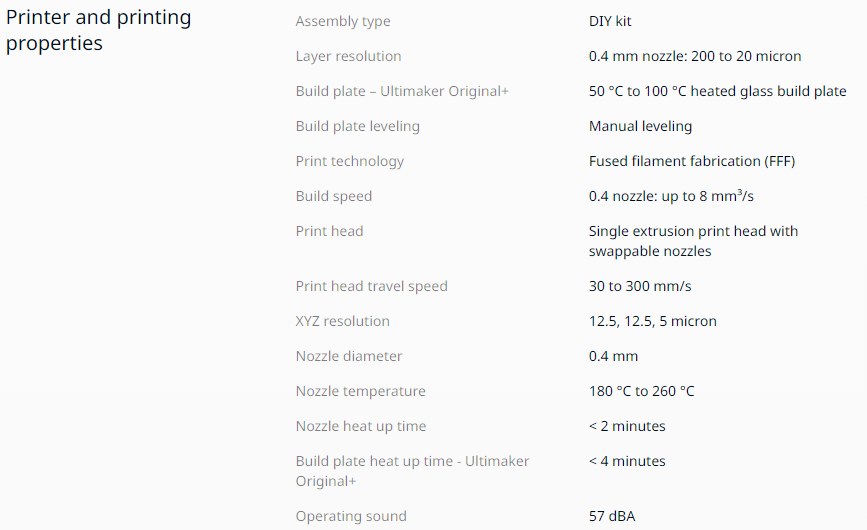 Printer and printing
properties
Assembly type DIY kit
Layer resolution 0.4 mm nozzle: 200 to 20 micron
Build plate – Ultimaker Original+ 50 °C to 100 °C heated glass build plate
Build plate leveling Manual leveling
Print technology Fused filament fabrication (FFF)
Build speed 0.4 nozzle: up to 8 mm³/s
Print head Single extrusion print head with
swappable nozzles
Print head travel speed 30 to 300 mm/s
XYZ resolution 12.5, 12.5, 5 micron
Nozzle diameter 0.4 mm
Nozzle temperature 180 °C to 260 °C
Nozzle heat up time < 2 minutes
Build plate heat up time - Ultimaker < 4 minutes
Original+
Operating sound 57 dBA